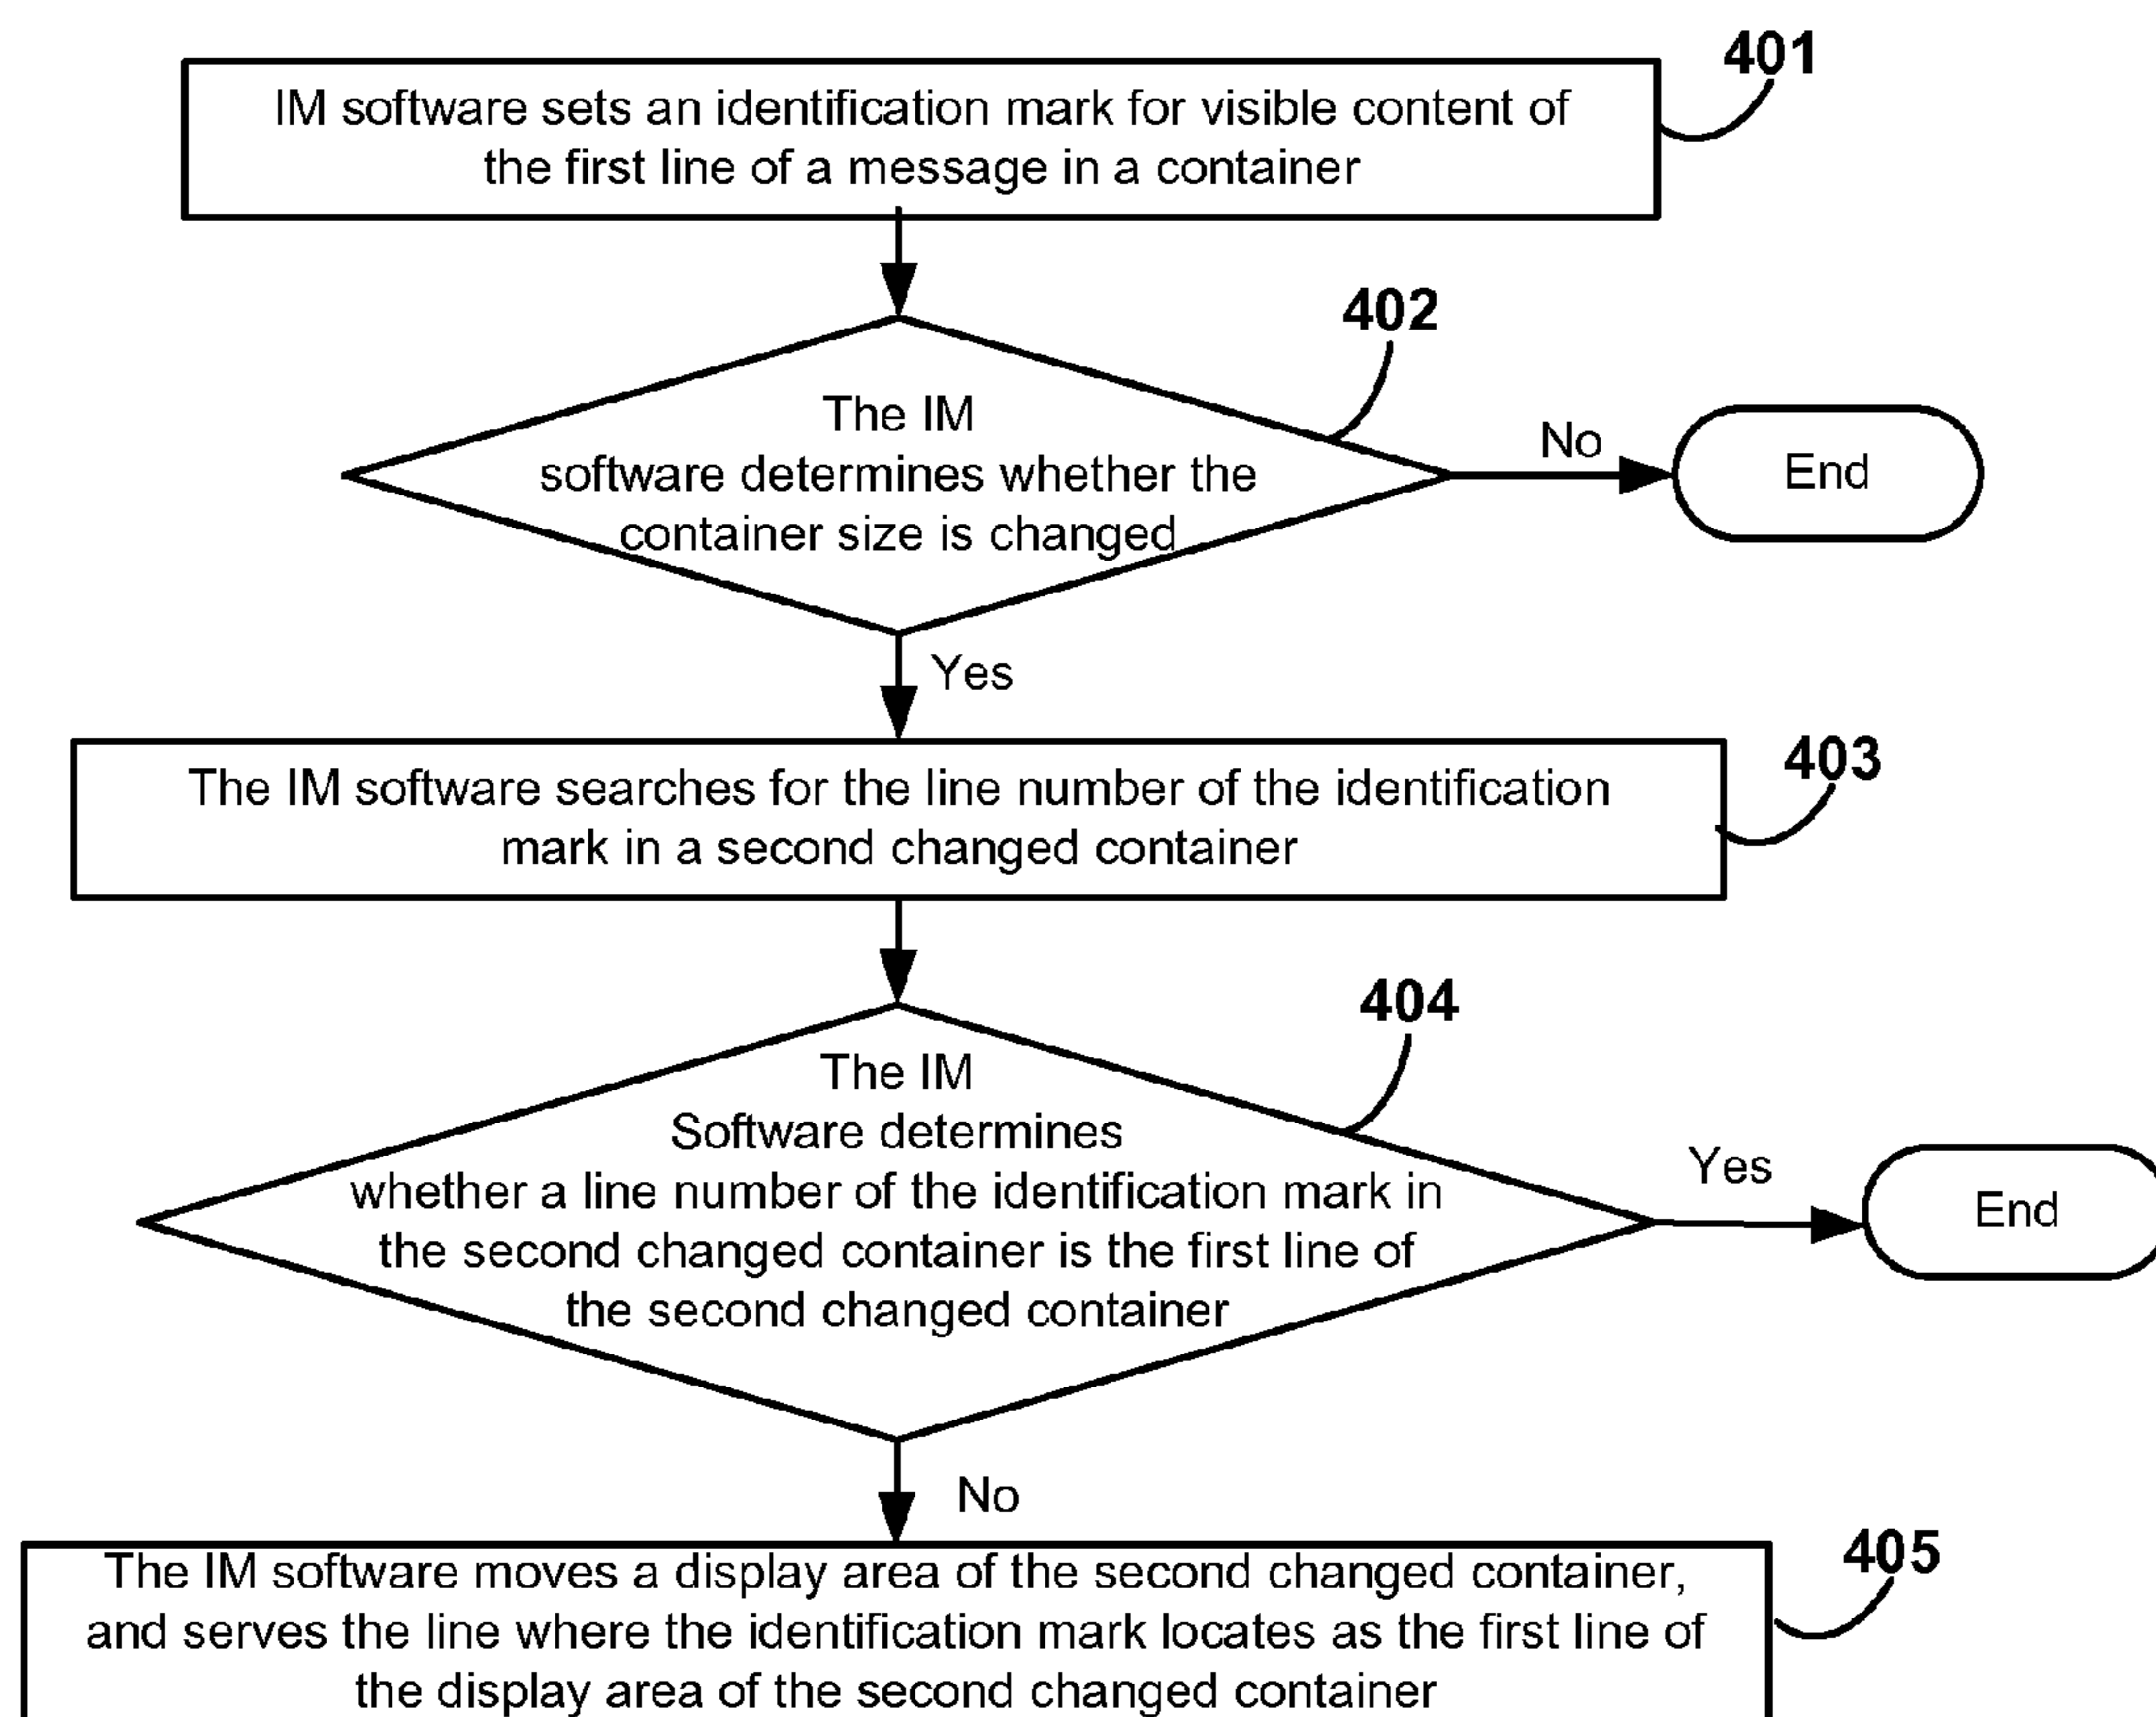 401
IM software sets an identification mark for visible content of
the first line of a message in a container
402
The IM
software determines whether the
container size is changed
No
End
Yes
403
The IM software searches for the line number of the identification
mark in a second changed container
404
The IM
Software determines
whether a line number of the identification mark in
the second changed container is the first line of
the second changed container
Yes
End
No
405
The IM software moves a display area of the second changed container,
and serves the line where the identification mark locates as the first line of
the display area of the second changed container